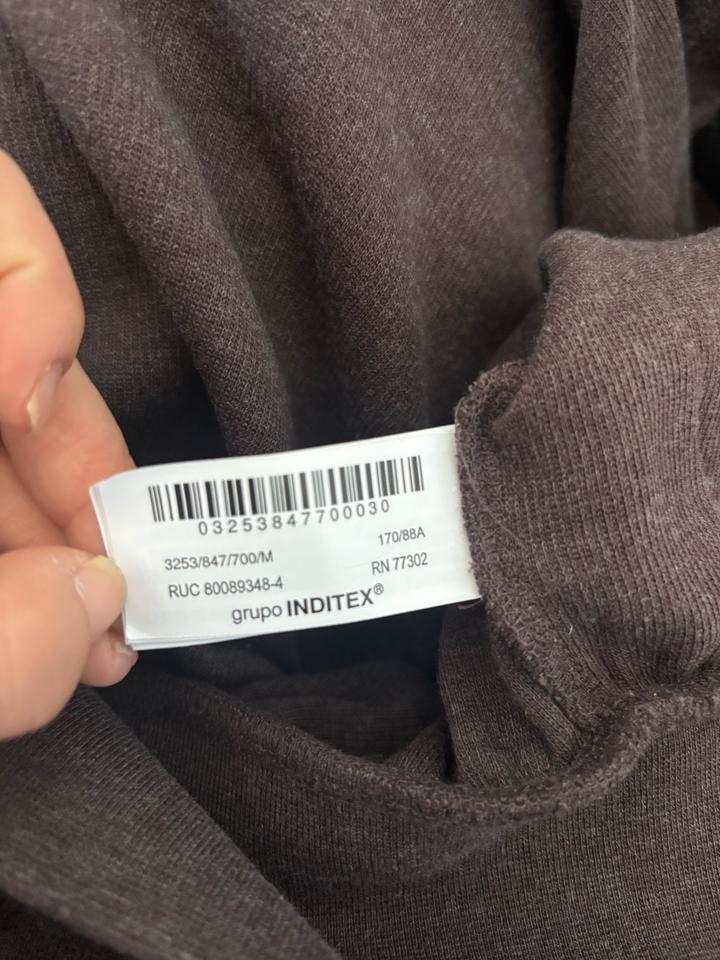 03253847700030
3253/847/700/M 170/88A
RUC 80089348-4 RN 77302
grupo INDITEX®